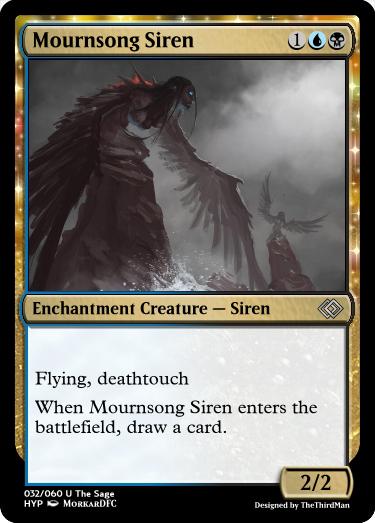 Mournsong Siren 1
Enchantment Creature — Siren
Flying, deathtouch
When Mournsong Siren enters the
battlefield, draw a card.
2/2
032/060 U The Sage
HYP MorkarDFC
Designed by TheThirdMan